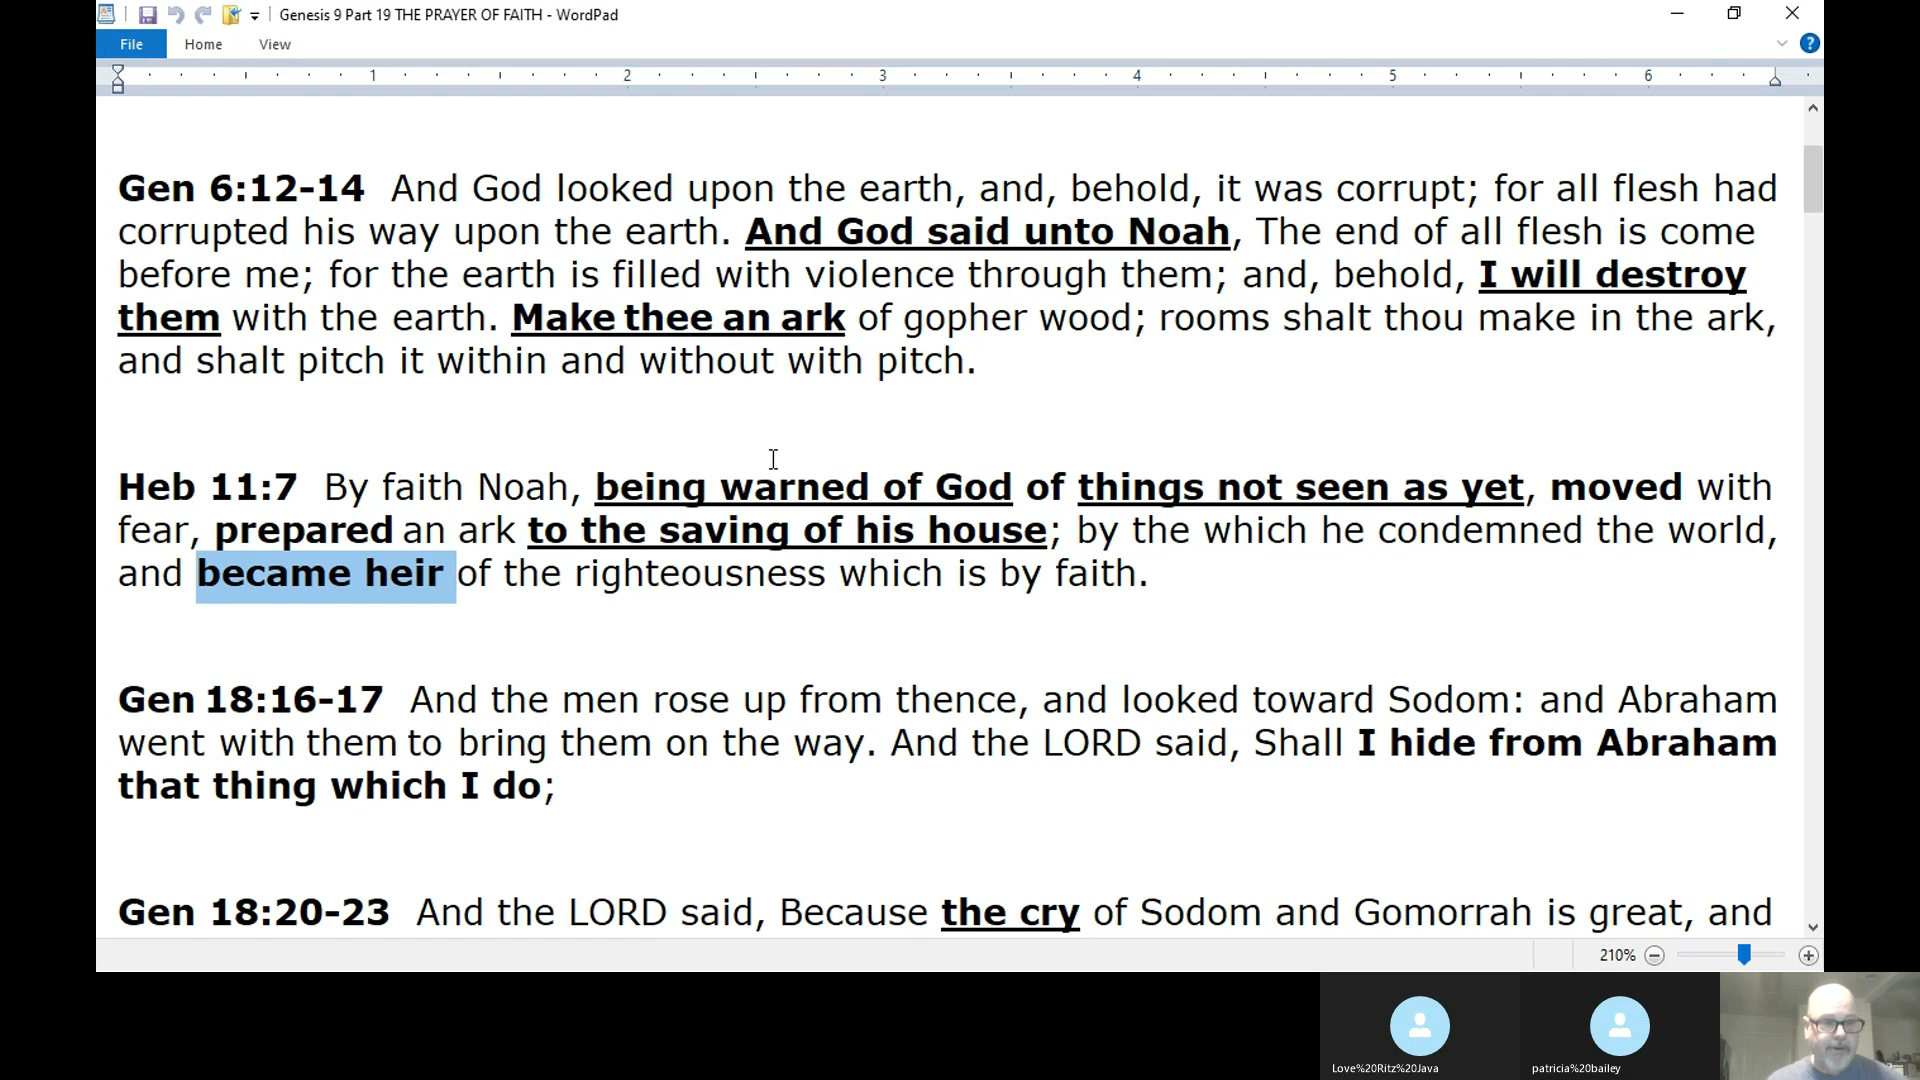 Genesis 9 Part 19 THE PRAYER OF FAITH - WordPad
File Home View
1 2 3 4 5 6
Gen 6:12-14 And God looked upon the earth, and, behold, it was corrupt; for all flesh had
corrupted his way upon the earth. And God said unto Noah, The end of all flesh is come
before me; for the earth is filled with violence through them; and, behold, I will destroy
them with the earth. Make thee an ark of gopher wood; rooms shalt thou make in the ark,
and shalt pitch it within and without with pitch.
Heb 11:7 By faith Noah, being warned of God of things not seen as yet, moved with
fear, prepared an ark to the saving of his house; by the which he condemned the world,
and became heir of the righteousness which is by faith.
Gen 18:16-17 And the men rose up from thence, and looked toward Sodom: and Abraham
went with them to bring them on the way. And the LORD said, Shall I hide from Abraham
that thing which I do;
Gen 18:20-23 And the LORD said, Because the cry of Sodom and Gomorrah is great, and
210%
Love%20Ritz%20Java patricia%20bailey